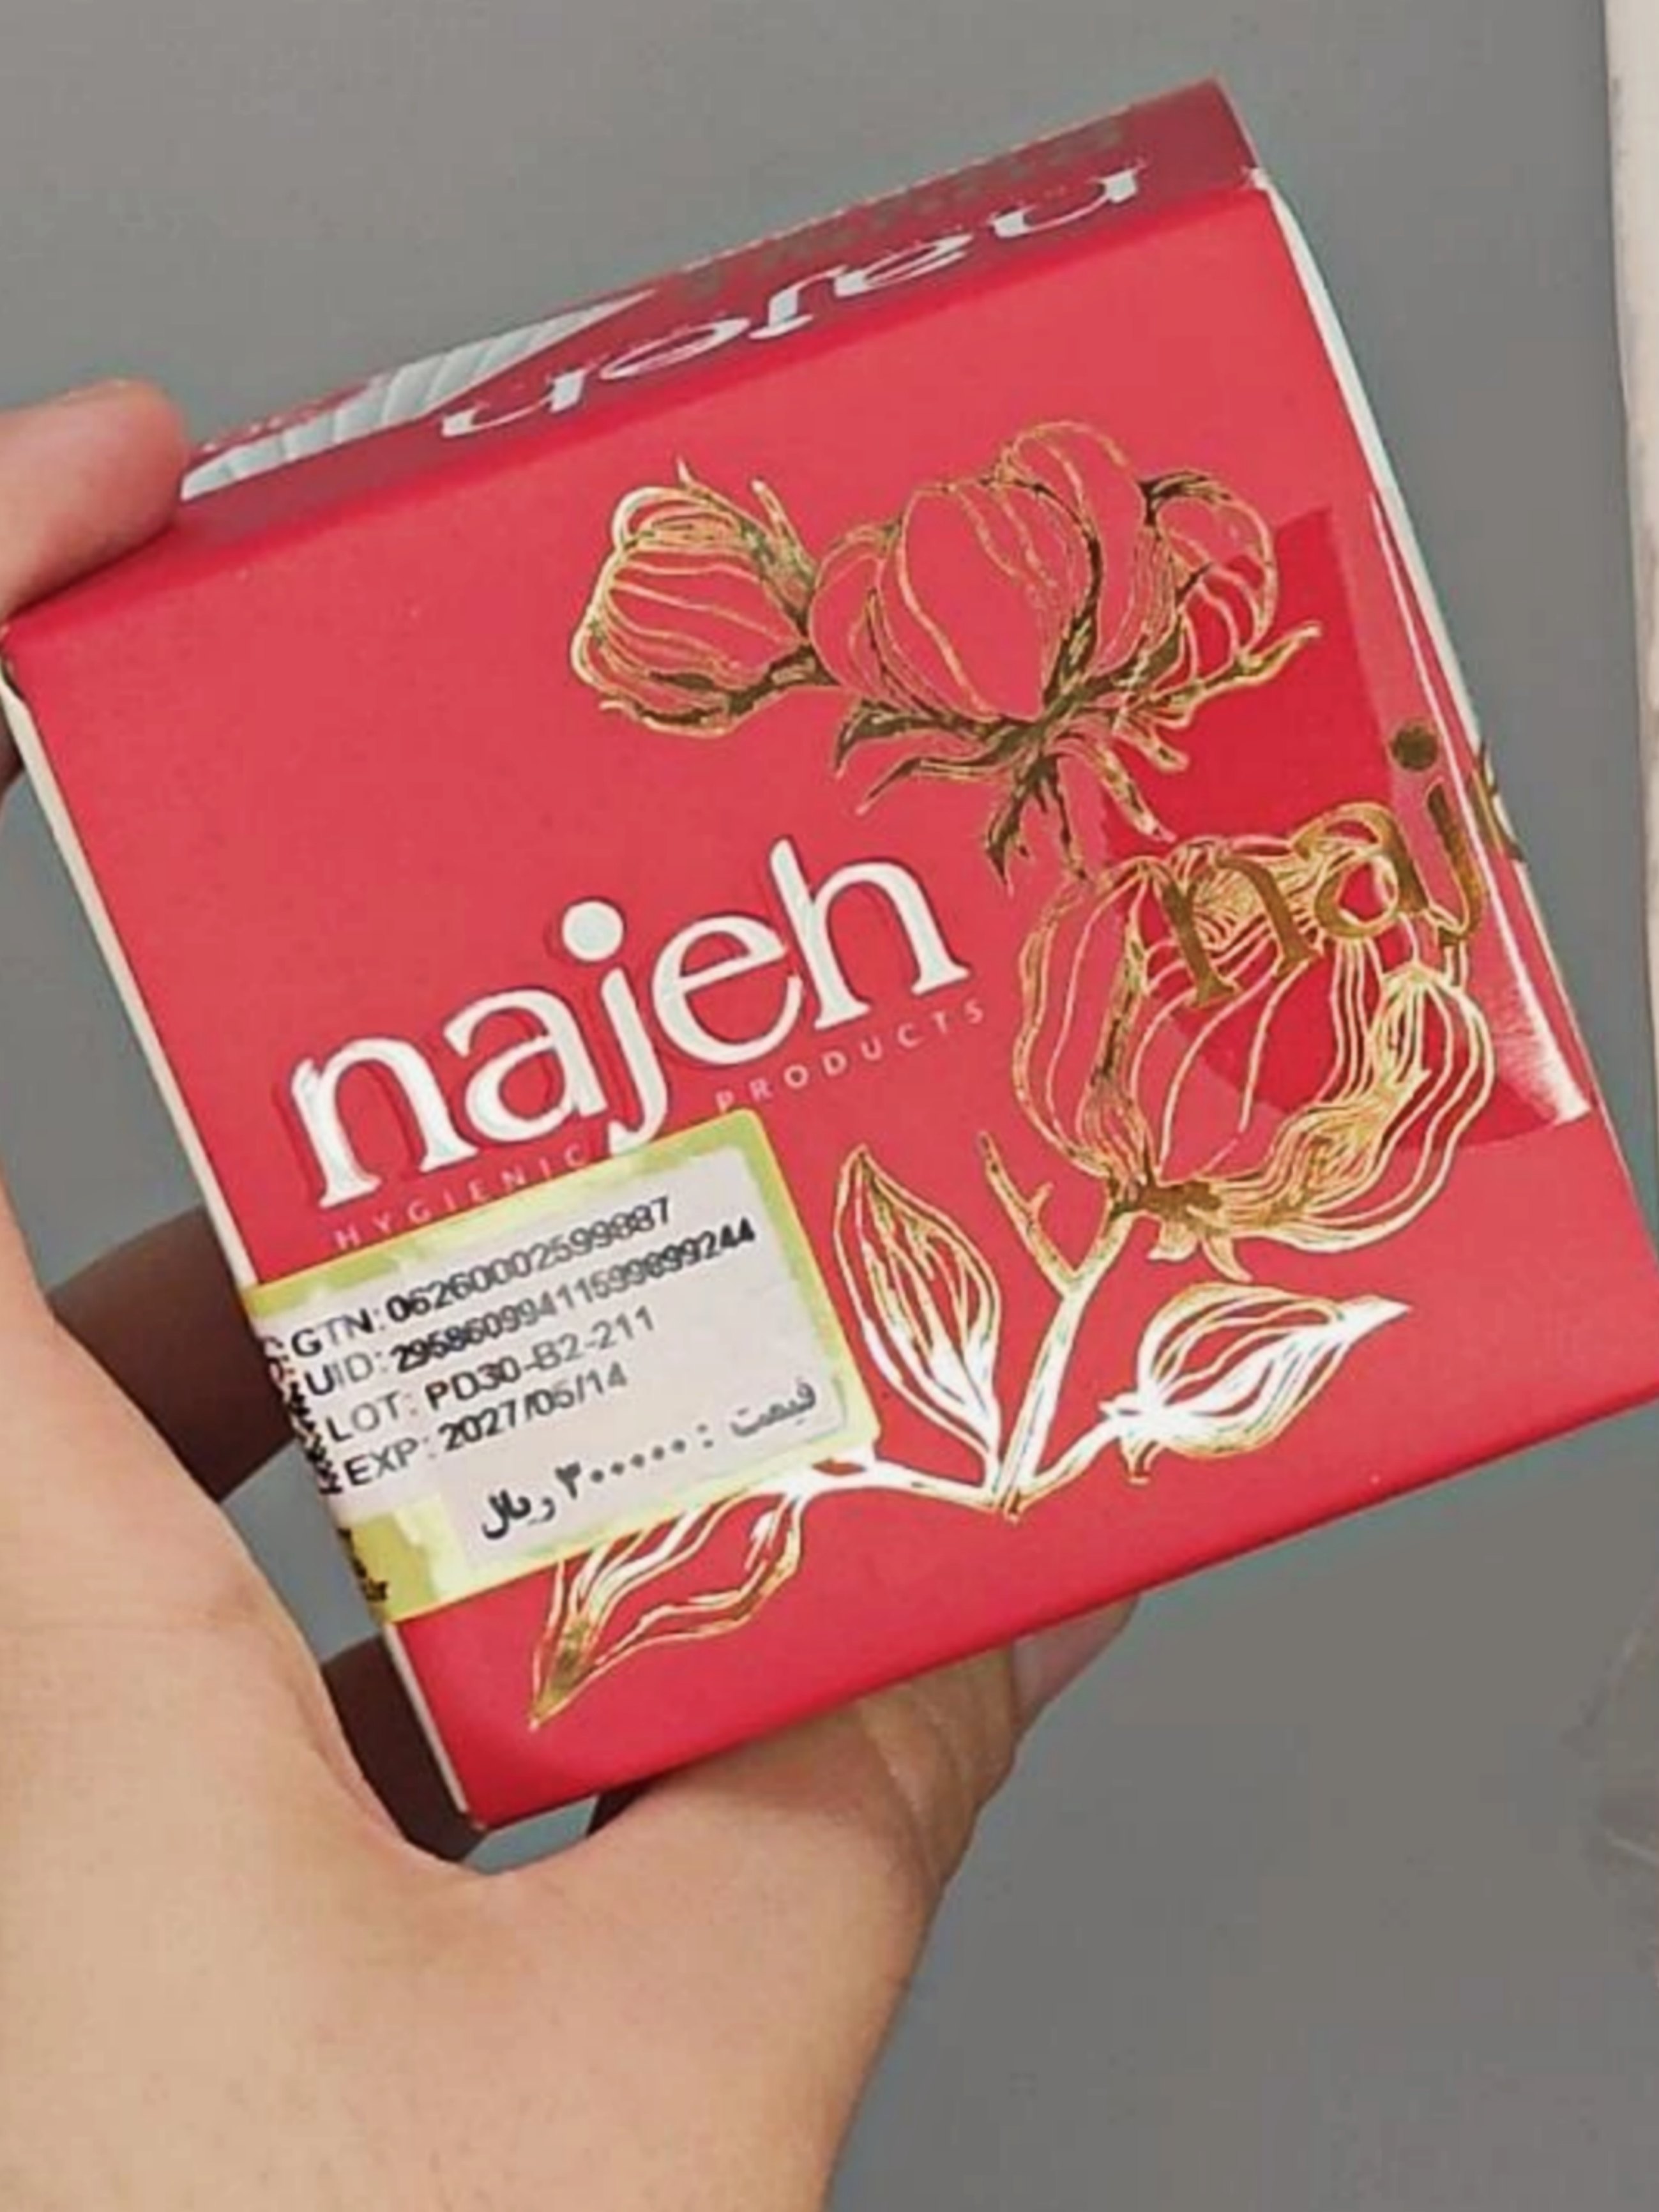 najeh
najeh
HYGIENIC PRODUCTS
naj
GTN: 06260002599887
UID: 29586099411599899244
LOT: PD30-B2-211
EXP: 2027/05/14
قیمت : ۳۰۰۰۰۰ ریال